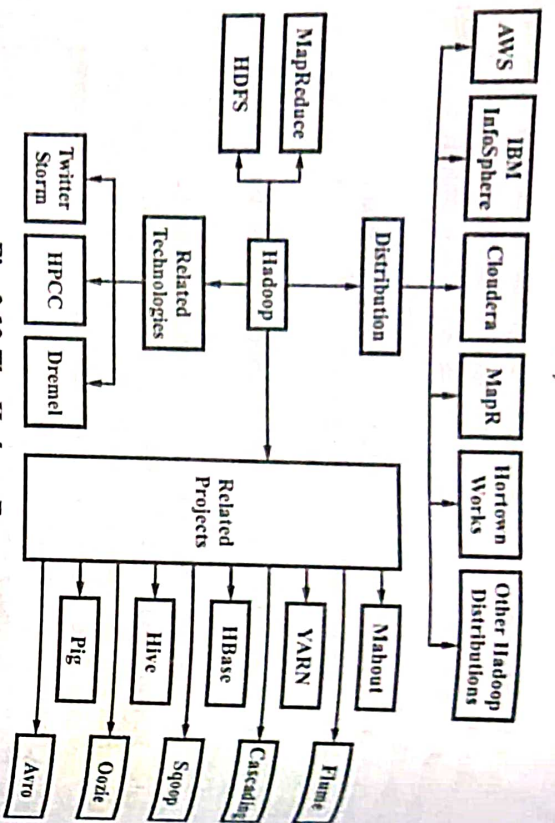 AWS
IBM
InfoSphere
Cloudera
MapR
Hortown
Works
Other Hadoop
Distributions
Distribution
MapReduce
HDFS
Hadoop
Related
Technologies
Twitter
Storm
HPCC
Dremel
Related
Projects
Mahout
Flume
YARN
Cascading
HBase
Sqoop
Hive
Oozie
Pig
Avro